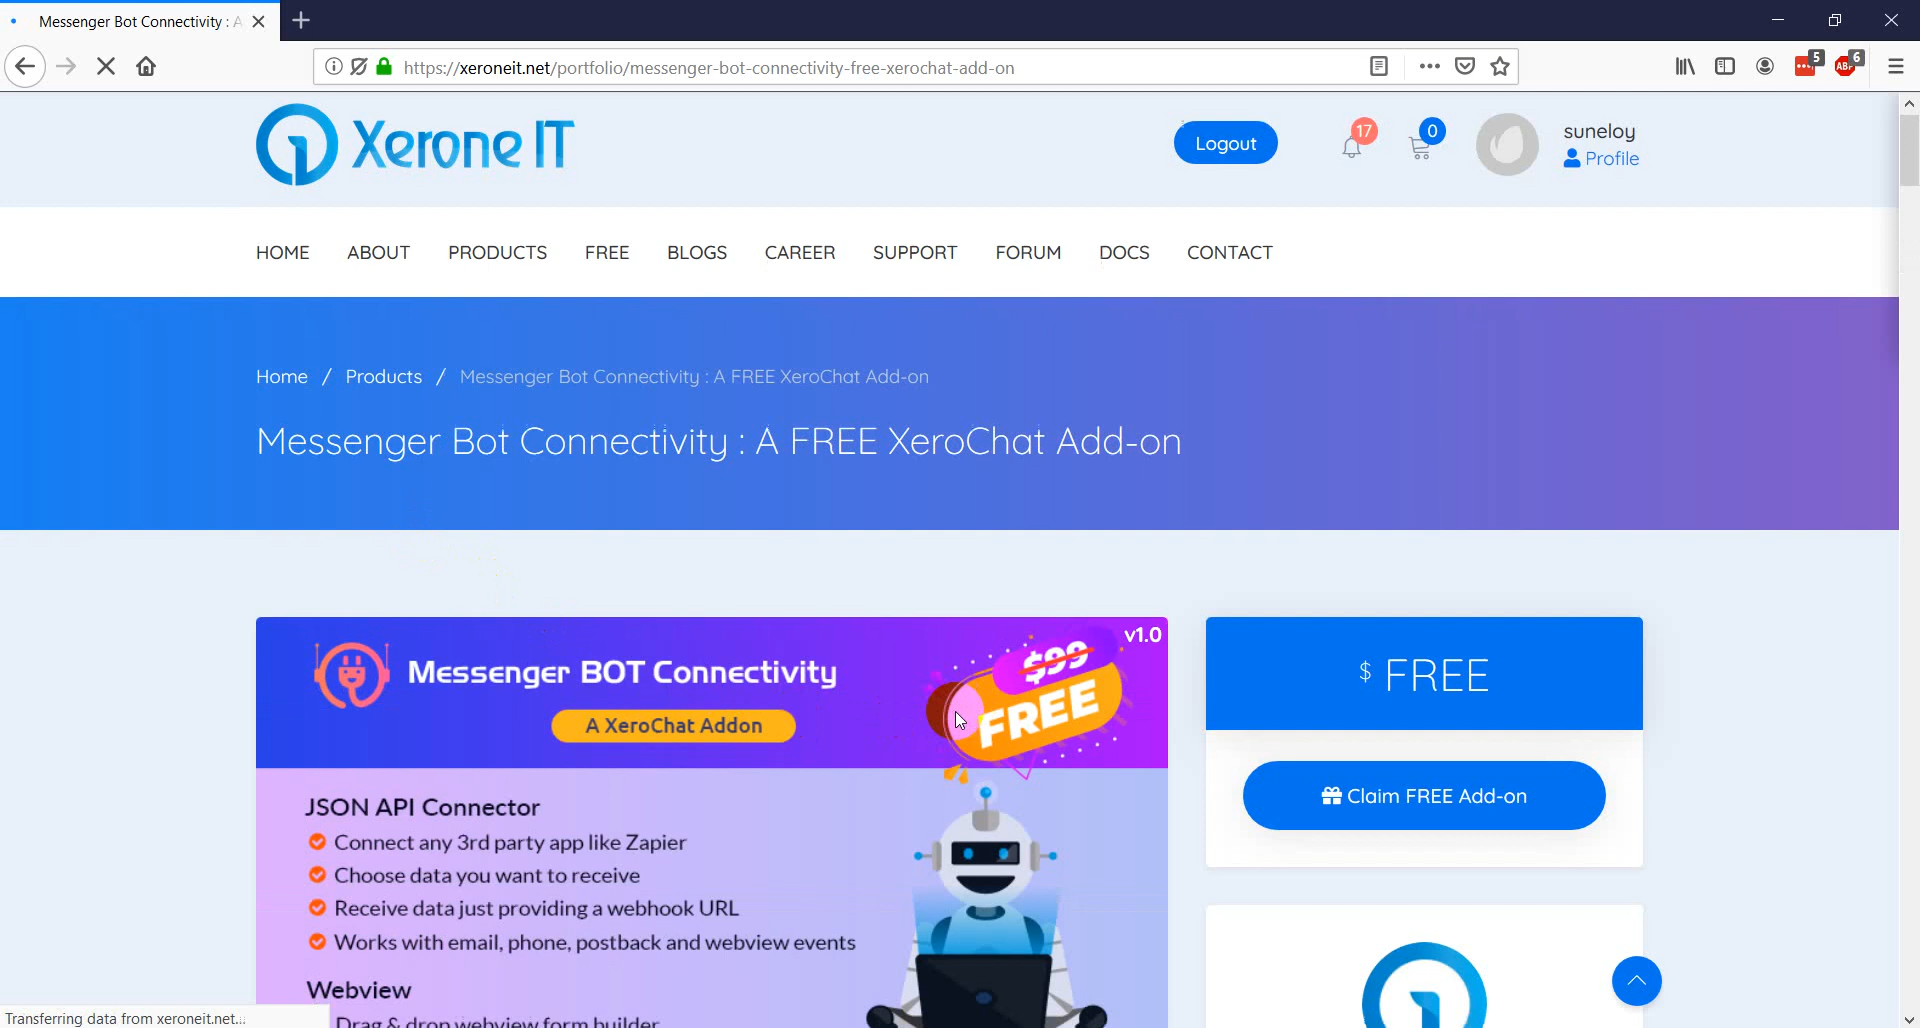 Messenger Bot Connectivity : A
https://xeroneit.net/portfolio/messenger-bot-connectivity-free-xerochat-add-on
5
ABP
6
Xerone IT
Logout
17
0
suneloy
Profile
HOME ABOUT PRODUCTS FREE BLOGS CAREER SUPPORT FORUM DOCS CONTACT
Home / Products / Messenger Bot Connectivity : A FREE XeroChat Add-on
Messenger Bot Connectivity : A FREE XeroChat Add-on
v1.0
Messenger BOT Connectivity
A XeroChat Addon
$99
FREE
$ FREE
Claim FREE Add-on
JSON API Connector
Connect any 3rd party app like Zapier
Choose data you want to receive
Receive data just providing a webhook URL
Works with email, phone, postback and webview events
Webview
Drag & drop webview form builder
Transferring data from xeroneit.net...